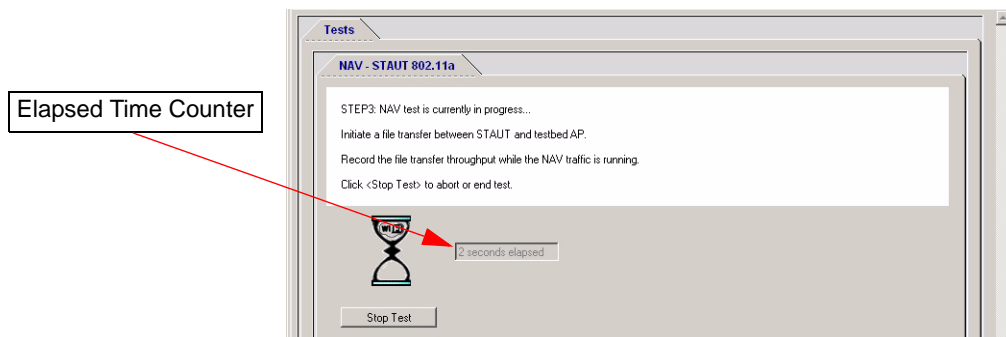 Tests
NAV - STAUT 802.11a
STEP3: NAV test is currently in progress...
Initiate a file transfer between STAUT and testbed AP.
Record the file transfer throughput while the NAV traffic is running.
Click <Stop Test> to abort or end test.
Elapsed Time Counter
2 seconds elapsed
Stop Test